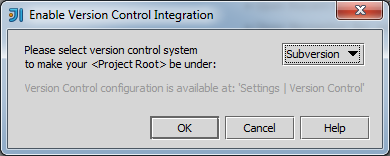 Enable Version Control Integration
Please select version control system
to make your <Project Root> be under:
Subversion
Version Control configuration is available at: 'Settings | Version Control'
OK Cancel Help